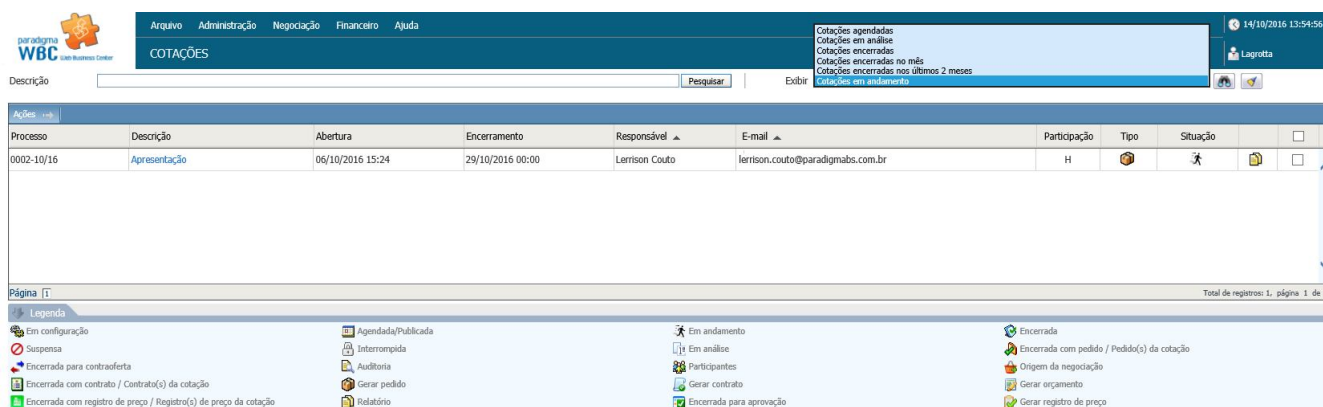 paradigma
WBC Web Business Center
Arquivo Administração Negociação Financeiro Ajuda
14/10/2016 13:54:56
COTAÇÕES
Lagrotta
Descrição Pesquisar Exibir
Cotações agendadas
Cotações em análise
Cotações encerradas
Cotações encerradas no mês
Cotações encerradas nos últimos 2 meses
Cotações em andamento
Ações
Processo Descrição Abertura Encerramento Responsável E-mail Participação Tipo Situação
0002-10/16 Apresentação 06/10/2016 15:24 29/10/2016 00:00 Lerrison Couto lerrison.couto@paradigmabs.com.br H
Página 1 Total de registros: 1, página 1 de
Legenda
Em configuração Agendada/Publicada Em andamento Encerrada
Suspensa Interrompida Em análise Encerrada com pedido / Pedido(s) da cotação
Encerrada para contraoferta Auditoria Participantes Origem da negociação
Encerrada com contrato / Contrato(s) da cotação Gerar pedido Gerar contrato Gerar orçamento
Encerrada com registro de preço / Registro(s) de preço da cotação Relatório Encerrada para aprovação Gerar registro de preço